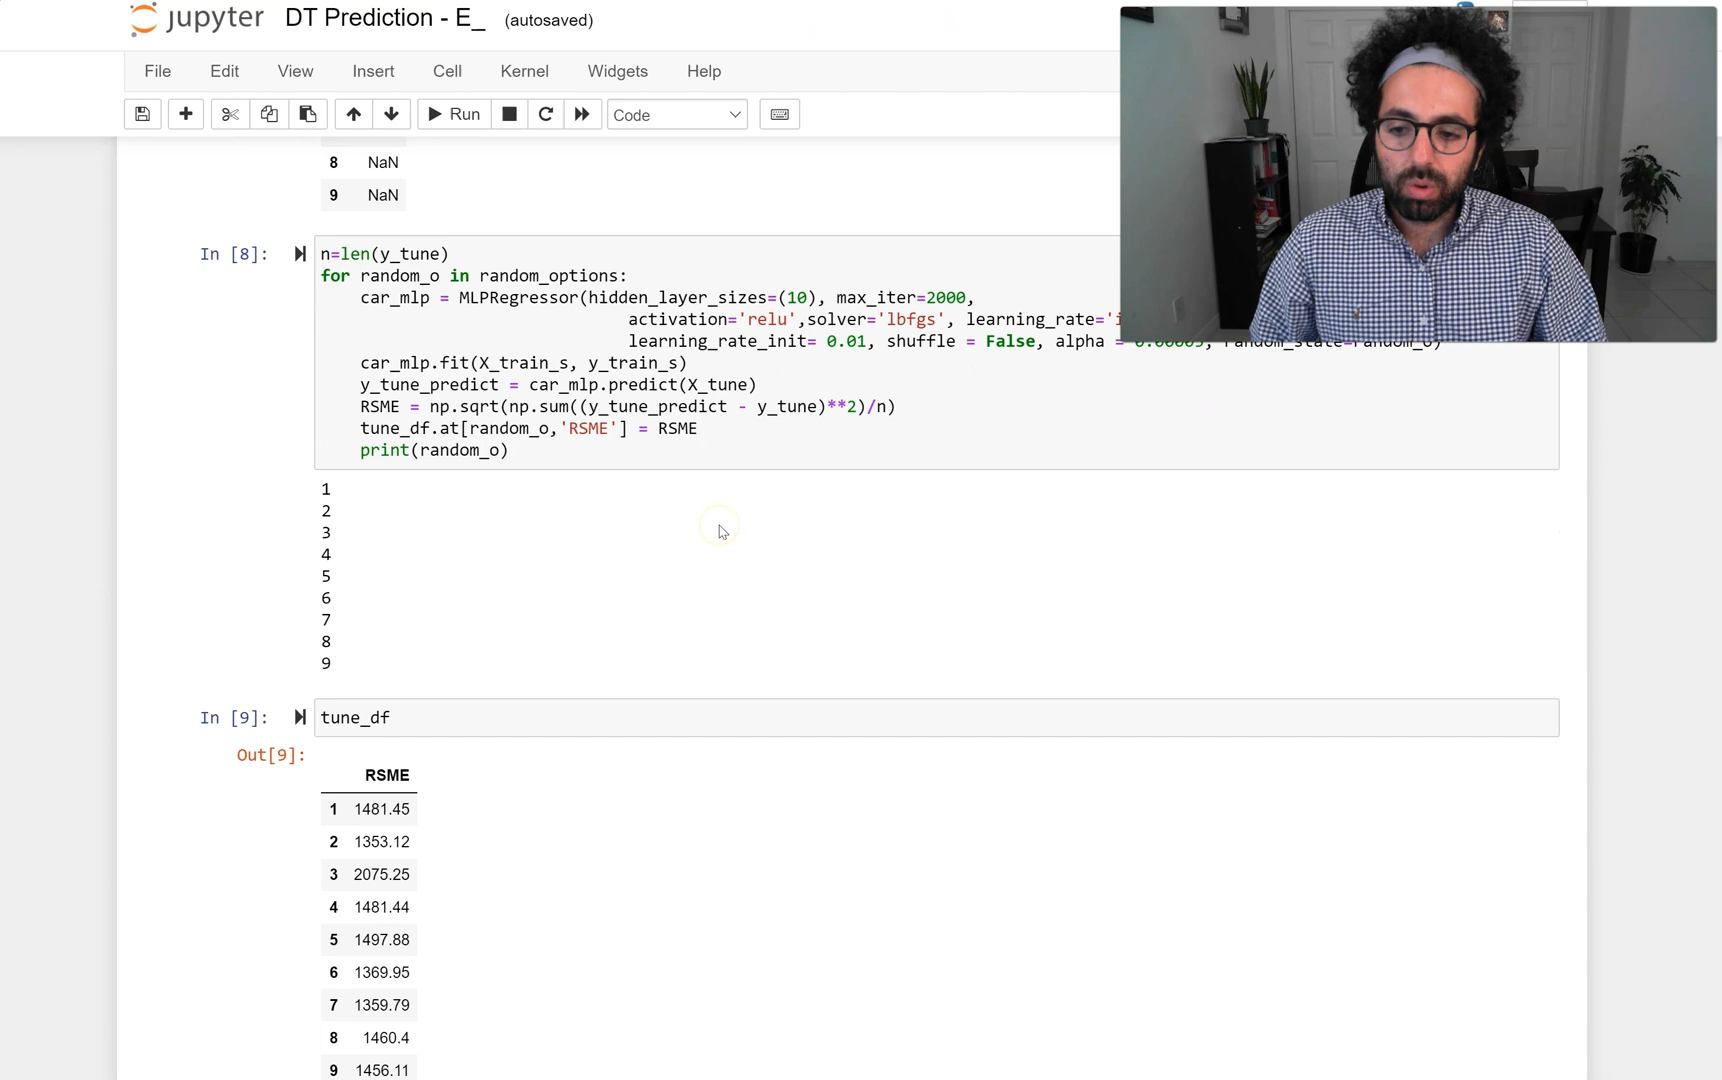 jupyter DT Prediction - E_ (autosaved)
File Edit View Insert Cell Kernel Widgets Help
Run Code
8 NaN
9 NaN
In [8]: n=len(y_tune)
for random_o in random_options:
car_mlp = MLPRegressor(hidden_layer_sizes=(10), max_iter=2000,
activation='relu',solver='lbfgs', learning_rate='i
learning_rate_init= 0.01, shuffle = False, alpha =
car_mlp.fit(X_train_s, y_train_s)
y_tune_predict = car_mlp.predict(X_tune)
RSME = np.sqrt(np.sum((y_tune_predict - y_tune)**2)/n)
tune_df.at[random_o,'RSME'] = RSME
print(random_o)
1
2
3
4
5
6
7
8
9
In [9]: tune_df
Out[9]:
RSME
1 1481.45
2 1353.12
3 2075.25
4 1481.44
5 1497.88
6 1369.95
7 1359.79
8 1460.4
9 1456.11